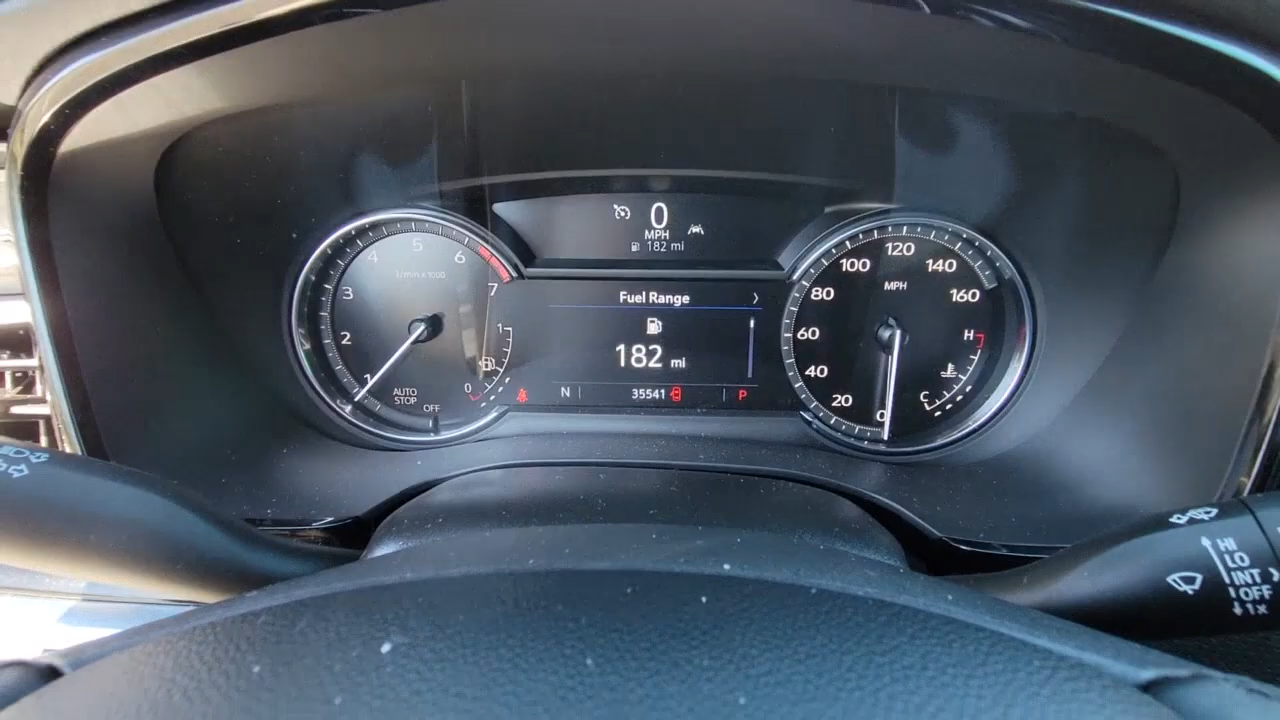 0
MPH
182 mi
5
4
6
1/min x 1000
3
7
2
1
1
AUTO
STOP
0
OFF
Fuel Range
182 mi
N
35541
P
120
100
140
MPH
80
160
60
H
40
20
C
0
HI
LO
INT
OFF
1x